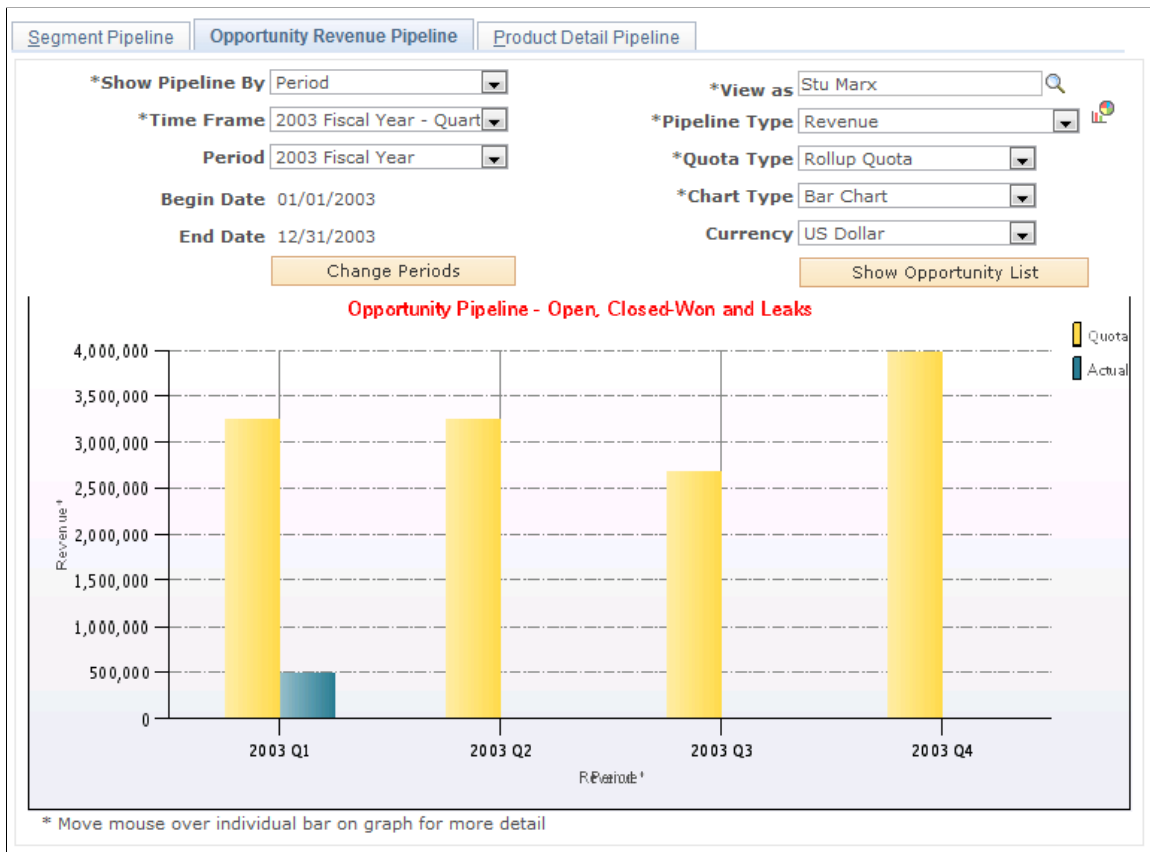 Segment Pipeline
Opportunity Revenue Pipeline
Product Detail Pipeline
*Show Pipeline By Period
*View as Stu Marx
*Time Frame 2003 Fiscal Year - Quart
*Pipeline Type Revenue
Period 2003 Fiscal Year
*Quota Type Rollup Quota
Begin Date 01/01/2003
*Chart Type Bar Chart
End Date 12/31/2003
Currency US Dollar
Change Periods
Show Opportunity List
Opportunity Pipeline - Open, Closed-Won and Leaks
Quota
Actual
4,000,000
3,500,000
3,000,000
2,500,000
2,000,000
1,500,000
1,000,000
500,000
0
Revenue*
2003 Q1
2003 Q2
2003 Q3
2003 Q4
* Move mouse over individual bar on graph for more detail